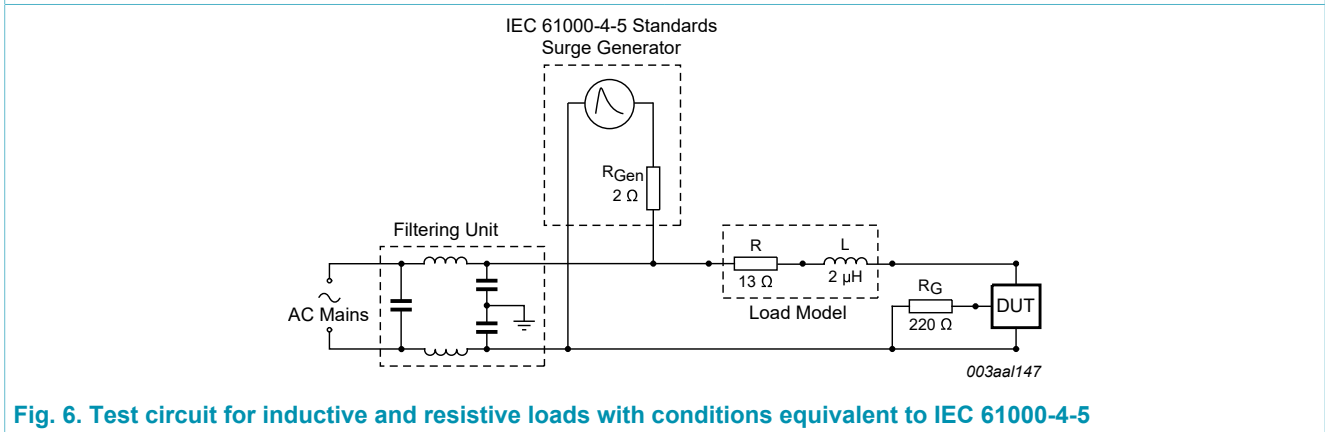 IEC 61000-4-5 Standards
Surge Generator
RGen
2 Ω
Filtering Unit
AC Mains
R
13 Ω
L
2 µH
Load Model
RG
220 Ω
DUT
003aal147
Fig. 6. Test circuit for inductive and resistive loads with conditions equivalent to IEC 61000-4-5